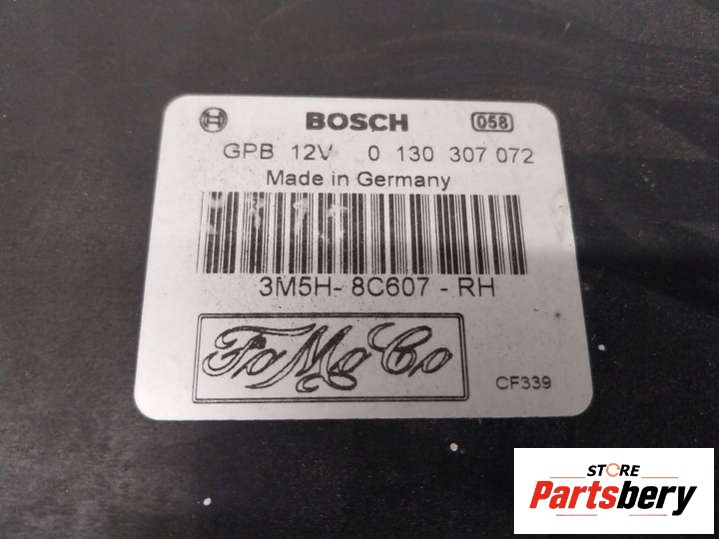 BOSCH 058
GPB 12V 0 130 307 072
Made in Germany
3M5H- 8C607 - RH
FoMoCo
CF339
STORE
Partsbery